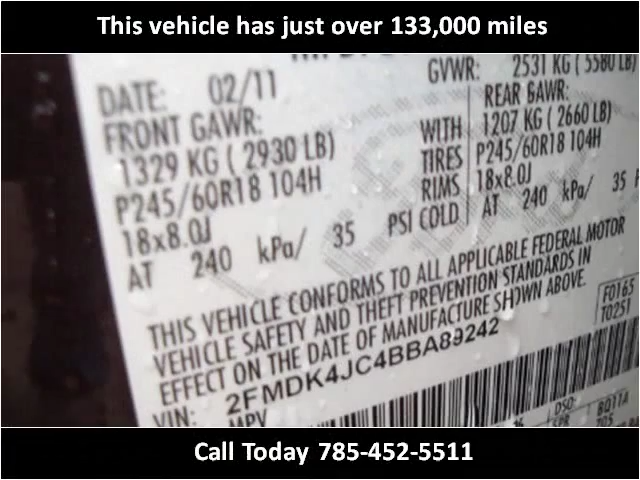 This vehicle has just over 133,000 miles
GVWR: 2531 KG ( 5580 LB)
DATE: 02/11
FRONT GAWR:
1329 KG ( 2930 LB)
P245/60R18 104H
18x8.0J
AT 240 kPa/ 35 PSI COLD
WITH
TIRES
RIMS
REAR GAWR:
1207 KG ( 2660 LB)
P245/60R18 104H
18x8.0J
AT 240 kPa/ 35 P
THIS VEHICLE CONFORMS TO ALL APPLICABLE FEDERAL MOTOR
VEHICLE SAFETY AND THEFT PREVENTION STANDARDS IN
EFFECT ON THE DATE OF MANUFACTURE SHOWN ABOVE.
F0165
T0251
VIN: 2FMDK4JC4BBA89242
MPV
DSO:
BQ11A
Call Today 785-452-5511